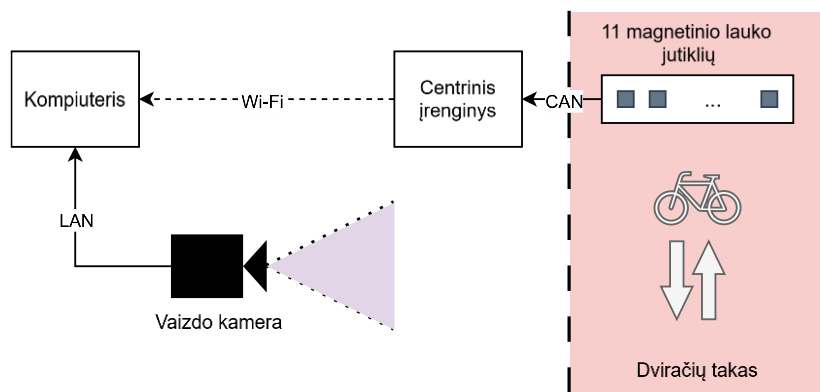 11 magnetinio lauko
jutiklių
Kompiuteris
Wi-Fi
Centrinis
įrenginys
CAN
...
LAN
Vaizdo kamera
Dviračių takas